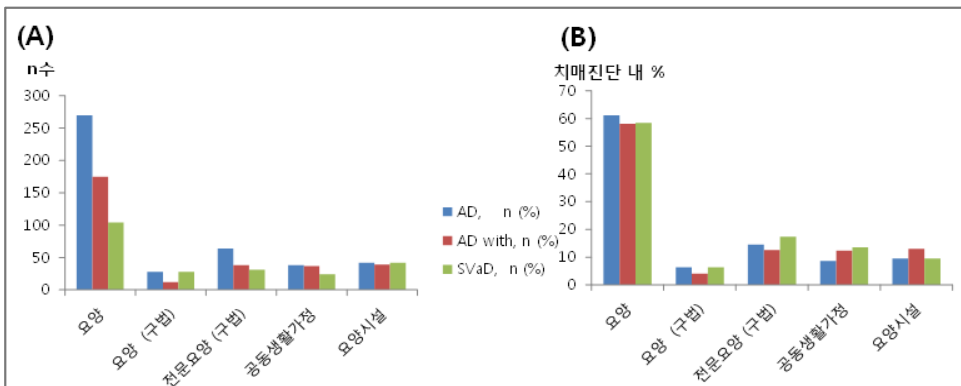 (A)
n수
300
250
200
150
100
50
0
요양
요양 (구법)
전문요양 (구법)
공동생활가정
요양시설
AD, n (%)
AD with, n (%)
SVaD, n (%)
(B)
치매진단 내 %
70
60
50
40
30
20
10
0
요양
요양 (구법)
전문요양 (구법)
공동생활가정
요양시설